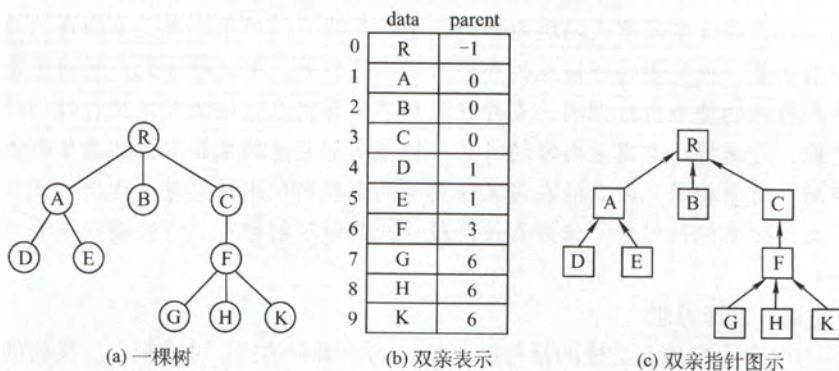 R
A B C
D E F
G H K
(a) 一棵树
data parent
0 R −1
1 A 0
2 B 0
3 C 0
4 D 1
5 E 1
6 F 3
7 G 6
8 H 6
9 K 6
(b) 双亲表示
R
A B C
D E F
G H K
(c) 双亲指针图示